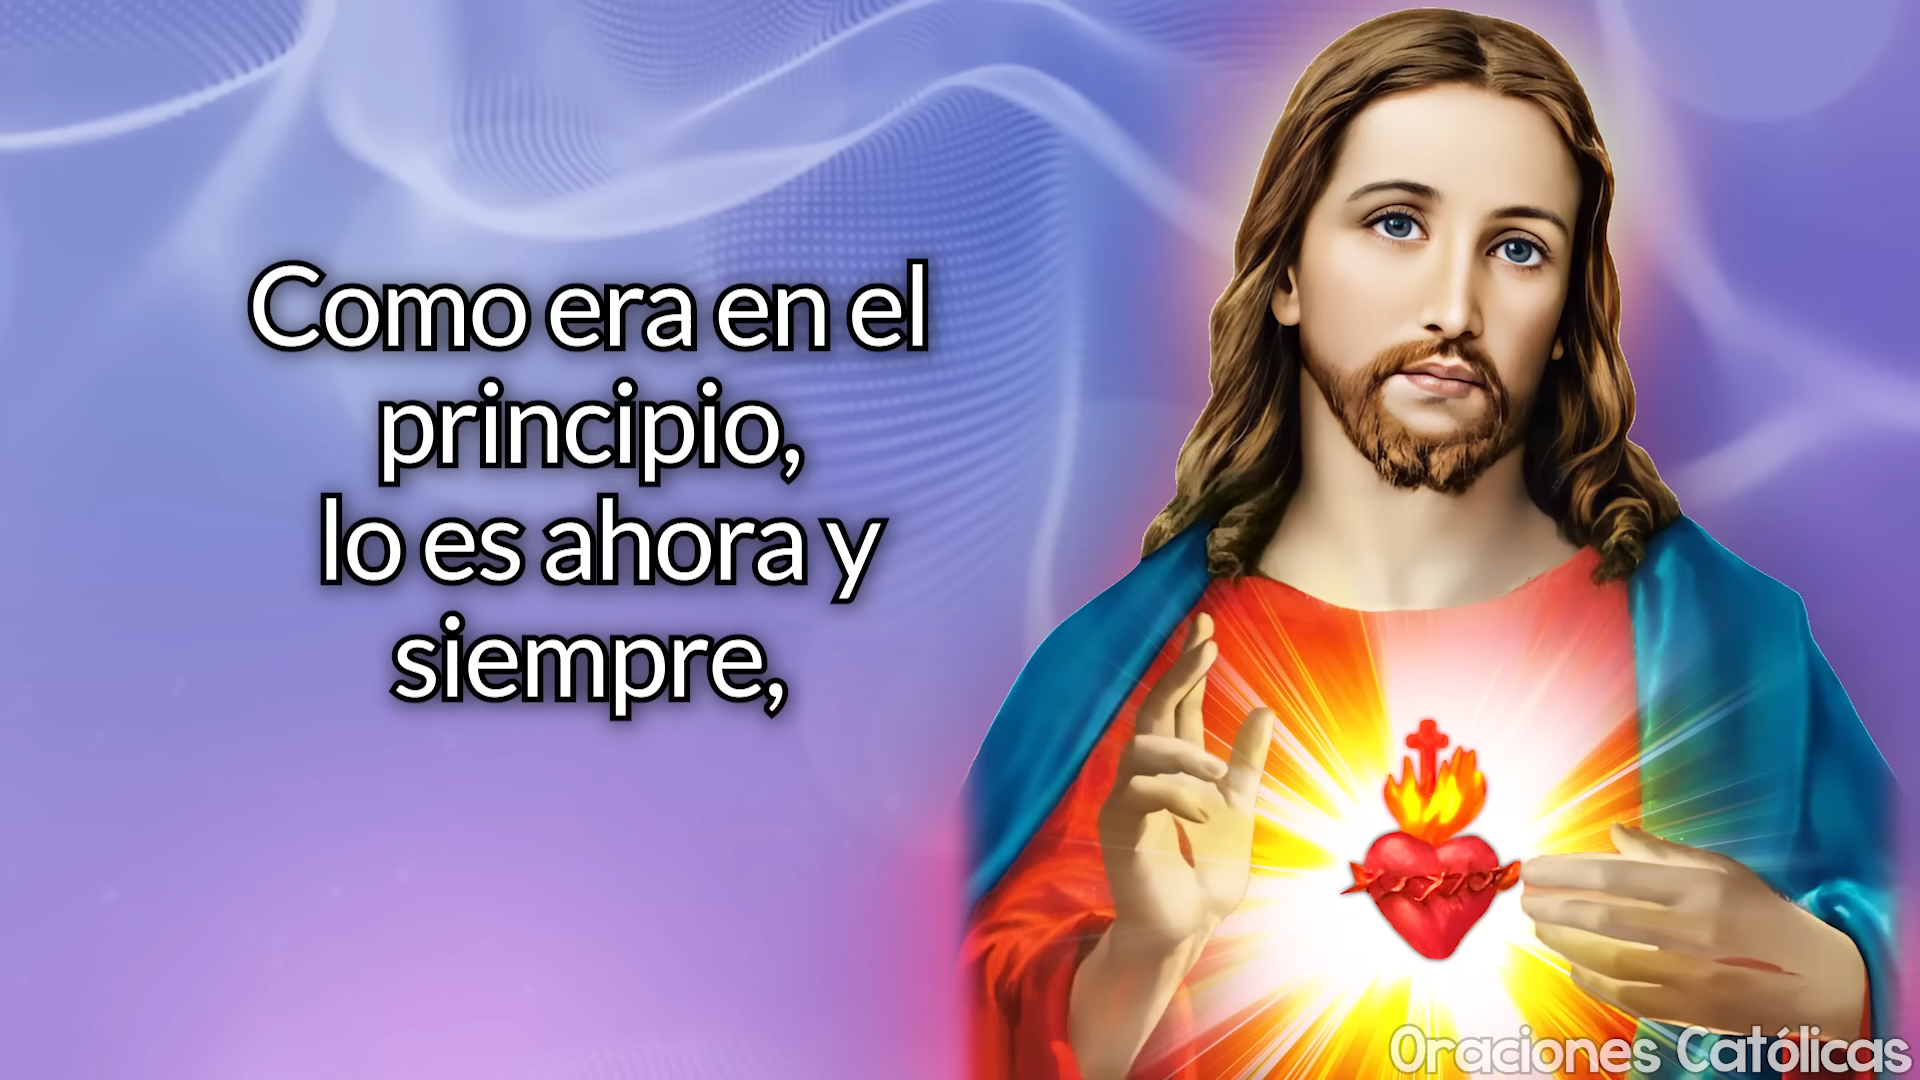 Como era en el
principio,
lo es ahora y
siempre,
Oraciones Católicas